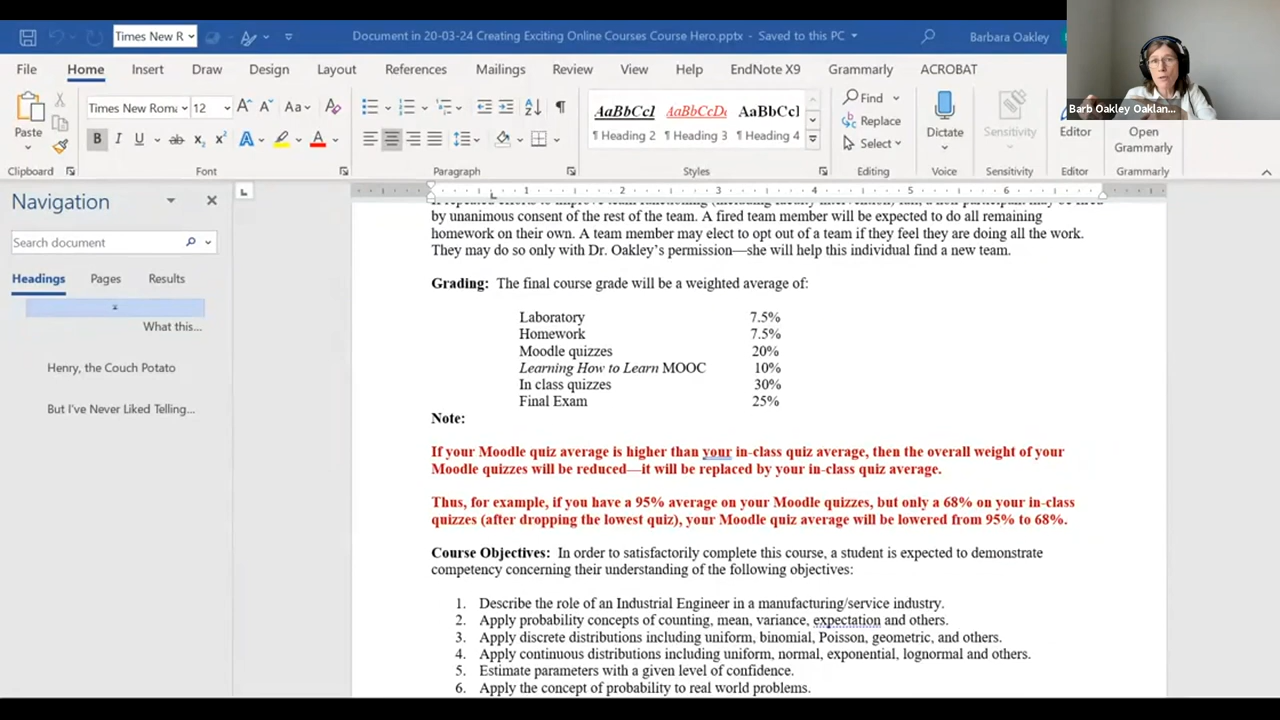 Times New R
Document in 20-03-24 Creating Exciting Online Courses Course Hero.pptx - Saved to this PC
Barbara Oakley
Barb Oakley Oaklan...
File Home Insert Draw Design Layout References Mailings Review View Help EndNote X9 Grammarly ACROBAT
Paste
Times New Roma 12
Aa
B I U ab x₂ x² A A
AaBbCcI AaBbCcDc AaBbCcI
¶ Heading 2 ¶ Heading 3 ¶ Heading 4
Find
Replace
Select
Dictate
Sensitivity
Editor
Open
Grammarly
Clipboard Font Paragraph Styles Editing Voice Sensitivity Editor Grammarly
Navigation
Search document
Headings Pages Results
What this...
Henry, the Couch Potato
But I've Never Liked Telling...
1 2 3 4 5 6
by unanimous consent of the rest of the team. A fired team member will be expected to do all remaining
homework on their own. A team member may elect to opt out of a team if they feel they are doing all the work.
They may do so only with Dr. Oakley's permission—she will help this individual find a new team.
Grading: The final course grade will be a weighted average of:
Laboratory 7.5%
Homework 7.5%
Moodle quizzes 20%
Learning How to Learn MOOC 10%
In class quizzes 30%
Final Exam 25%
Note:
If your Moodle quiz average is higher than your in-class quiz average, then the overall weight of your
Moodle quizzes will be reduced—it will be replaced by your in-class quiz average.
Thus, for example, if you have a 95% average on your Moodle quizzes, but only a 68% on your in-class
quizzes (after dropping the lowest quiz), your Moodle quiz average will be lowered from 95% to 68%.
Course Objectives: In order to satisfactorily complete this course, a student is expected to demonstrate
competency concerning their understanding of the following objectives:
1. Describe the role of an Industrial Engineer in a manufacturing/service industry.
2. Apply probability concepts of counting, mean, variance, expectation and others.
3. Apply discrete distributions including uniform, binomial, Poisson, geometric, and others.
4. Apply continuous distributions including uniform, normal, exponential, lognormal and others.
5. Estimate parameters with a given level of confidence.
6. Apply the concept of probability to real world problems.